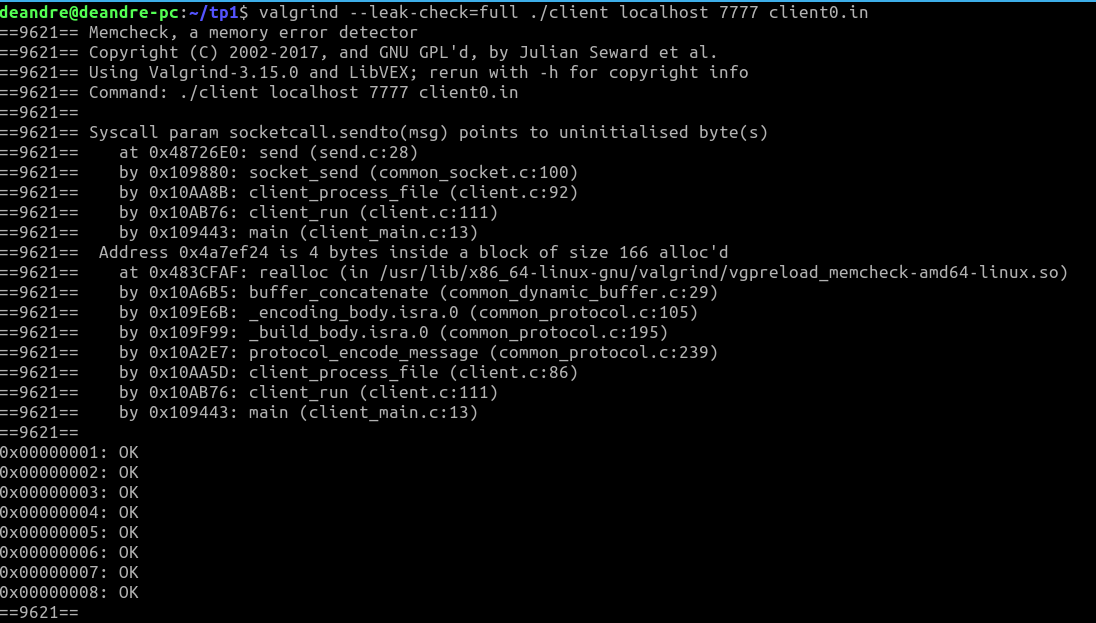 deandre@deandre-pc:~/tp1$ valgrind --leak-check=full ./client localhost 7777 client0.in
==9621== Memcheck, a memory error detector
==9621== Copyright (C) 2002-2017, and GNU GPL'd, by Julian Seward et al.
==9621== Using Valgrind-3.15.0 and LibVEX; rerun with -h for copyright info
==9621== Command: ./client localhost 7777 client0.in
==9621==
==9621== Syscall param socketcall.sendto(msg) points to uninitialised byte(s)
==9621==    at 0x48726E0: send (send.c:28)
==9621==    by 0x109880: socket_send (common_socket.c:100)
==9621==    by 0x10AA8B: client_process_file (client.c:92)
==9621==    by 0x10AB76: client_run (client.c:111)
==9621==    by 0x109443: main (client_main.c:13)
==9621==  Address 0x4a7ef24 is 4 bytes inside a block of size 166 alloc'd
==9621==    at 0x483CFAF: realloc (in /usr/lib/x86_64-linux-gnu/valgrind/vgpreload_memcheck-amd64-linux.so)
==9621==    by 0x10A6B5: buffer_concatenate (common_dynamic_buffer.c:29)
==9621==    by 0x109E6B: _encoding_body.isra.0 (common_protocol.c:105)
==9621==    by 0x109F99: _build_body.isra.0 (common_protocol.c:195)
==9621==    by 0x10A2E7: protocol_encode_message (common_protocol.c:239)
==9621==    by 0x10AA5D: client_process_file (client.c:86)
==9621==    by 0x10AB76: client_run (client.c:111)
==9621==    by 0x109443: main (client_main.c:13)
==9621==
0x00000001: OK
0x00000002: OK
0x00000003: OK
0x00000004: OK
0x00000005: OK
0x00000006: OK
0x00000007: OK
0x00000008: OK
==9621==